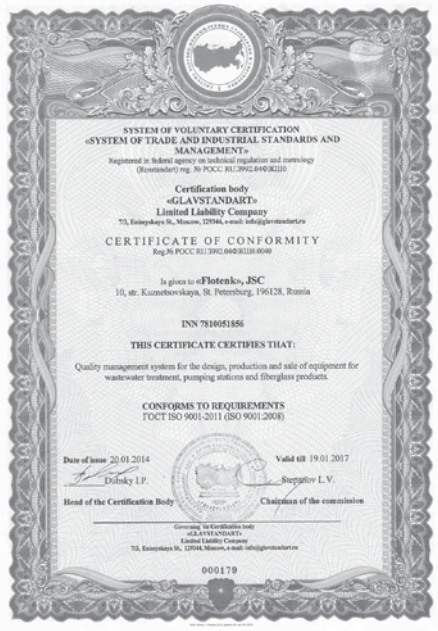 SYSTEM OF VOLUNTARY CERTIFICATION
«SYSTEM OF TRADE AND INDUSTRIAL STANDARDS AND
MANAGEMENT»
Registered in federal agency on technical regulation and metrology
(Rosstandart) reg. № РОСС RU.З992.04ФЖШ0
Certification body
«GLAVSTANDART»
Limited Liability Company
7/3, Eniseyskaya St., Moscow, 129344, e-mail: info@glavstandart.ru
CERTIFICATE OF CONFORMITY
Reg.№ РОСС RU.З992.04ФЖШ0.0040
Is given to «Flotenk», JSC
10, str. Kuznetsovskaya, St. Petersburg, 196128, Russia
INN 7810051856
THIS CERTIFICATE CERTIFIES THAT:
Quality management system for the design, production and sale of equipment for
wastewater treatment, pumping stations and fiberglass products.
CONFORMS TO REQUIREMENTS
ГОСТ ISO 9001-2011 (ISO 9001:2008)
Date of issue 20.01.2014
Valid till 19.01.2017
Dubsky I.P.
Stepanov L.V.
Head of the Certification Body
Chairman of the commission
Governing Certification body
«GLAVSTANDART»
Limited Liability Company
7/3, Eniseyskaya St., 129344, Moscow, e-mail: info@glavstandart.ru
000179